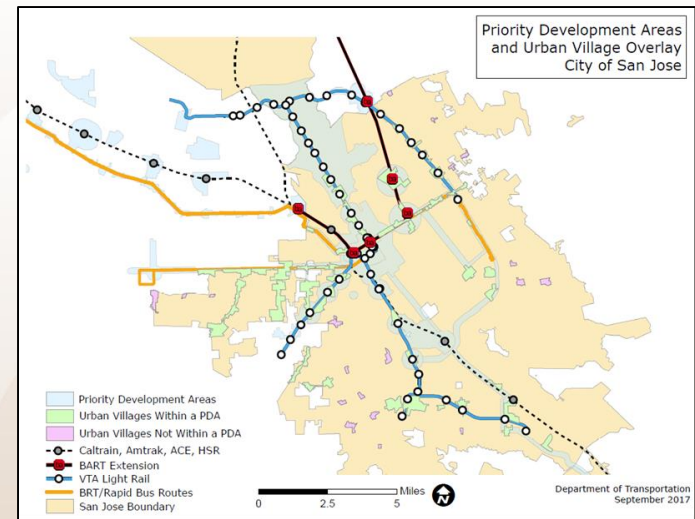 Priority Development Areas
and Urban Village Overlay
City of San Jose
Priority Development Areas
Urban Villages Within a PDA
Urban Villages Not Within a PDA
Caltrain, Amtrak, ACE, HSR
BART Extension
VTA Light Rail
BRT/Rapid Bus Routes
San Jose Boundary
Miles
0 2.5 5
Department of Transportation
September 2017